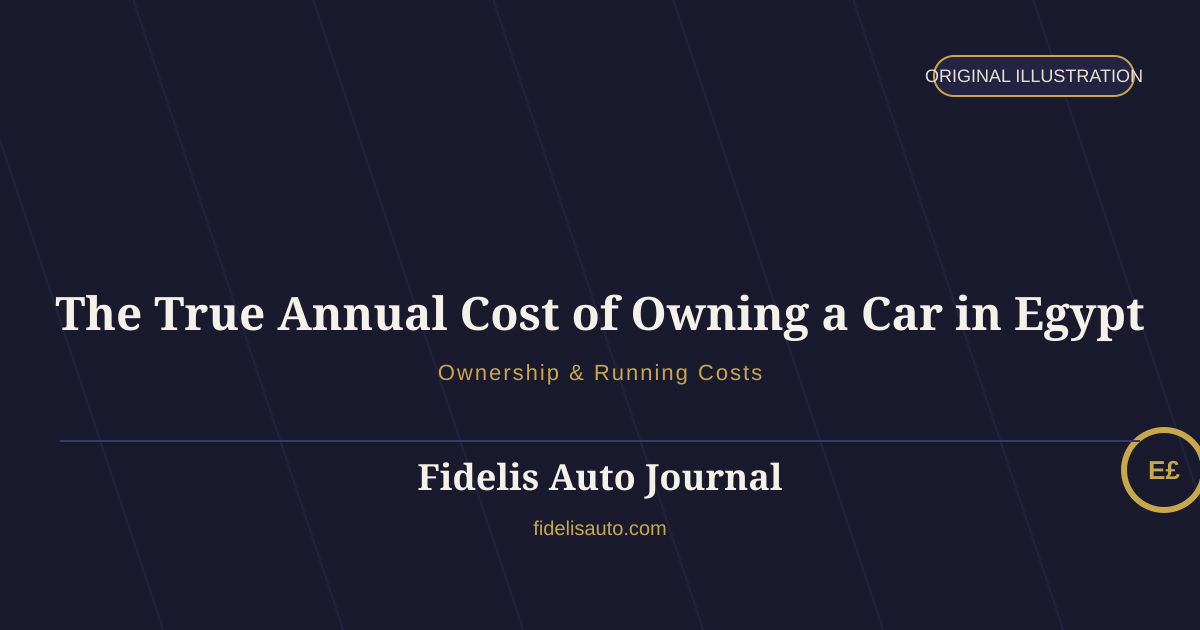 ORIGINAL ILLUSTRATION
The True Annual Cost of Owning a Car in Egypt
Ownership & Running Costs
Fidelis Auto Journal
E£
fidelisauto.com